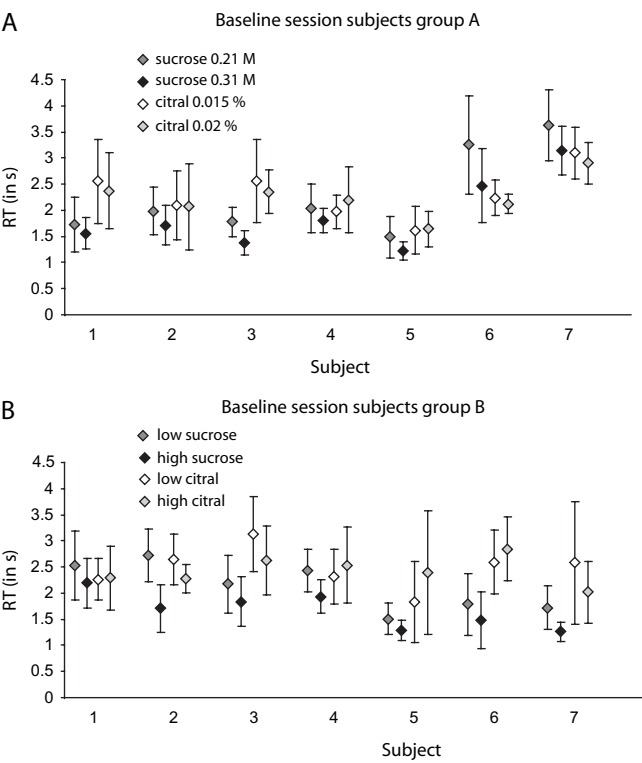 A
Baseline session subjects group A
sucrose 0.21 M
sucrose 0.31 M
citral 0.015 %
citral 0.02 %
RT (in s)
4.5
4
3.5
3
2.5
2
1.5
1
0.5
0
1 2 3 4 5 6 7
Subject
B
Baseline session subjects group B
low sucrose
high sucrose
low citral
high citral
RT (in s)
4.5
4
3.5
3
2.5
2
1.5
1
0.5
0
1 2 3 4 5 6 7
Subject